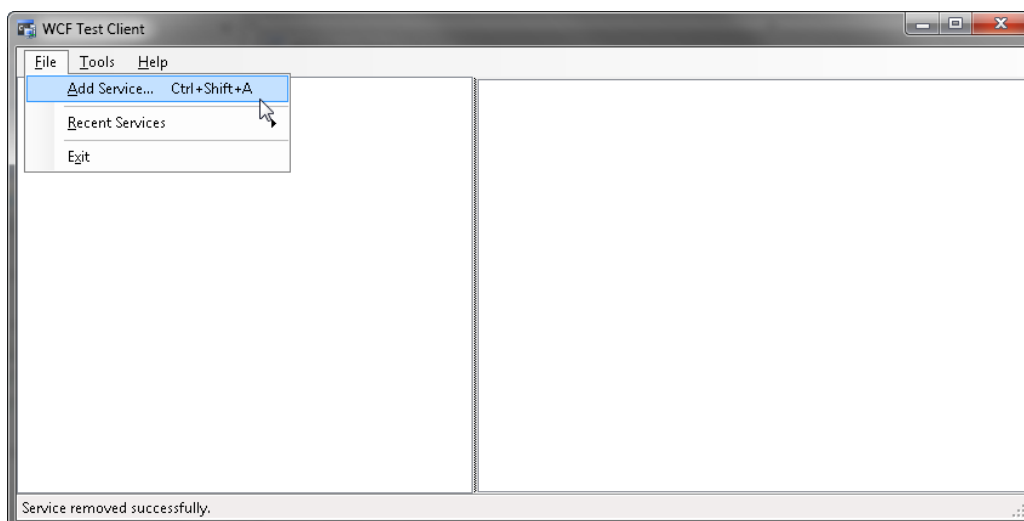 WCF Test Client
File Tools Help
Add Service... Ctrl+Shift+A
Recent Services
Exit
Service removed successfully.